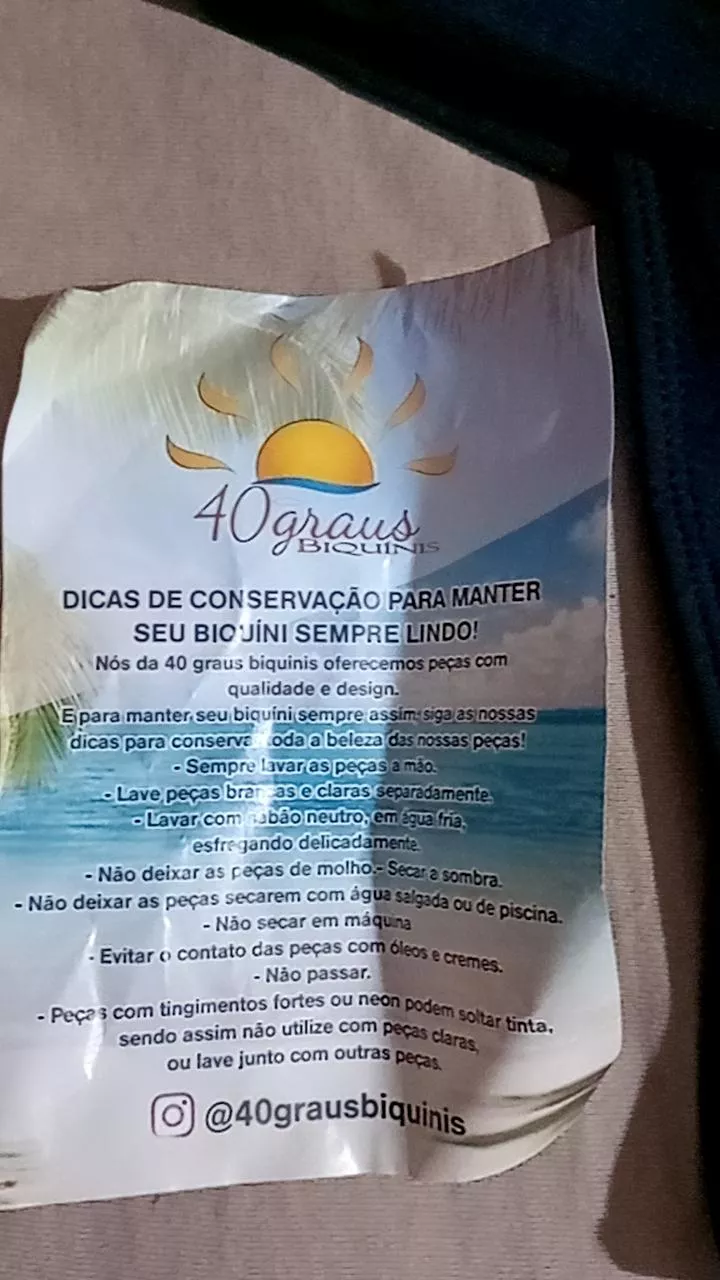 40graus
BIQUÍNIS
DICAS DE CONSERVAÇÃO PARA MANTER
SEU BIQUÍNI SEMPRE LINDO!
Nós da 40 graus biquinis oferecemos peças com
qualidade e design.
E para manter seu biquíni sempre assim, siga as nossas
dicas para conservar toda a beleza das nossas peças!
- Sempre lavar as peças a mão.
- Lave peças brancas e claras separadamente.
- Lavar com sabão neutro, em água fria,
esfregando delicadamente.
- Não deixar as peças de molho.- Secar a sombra.
- Não deixar as peças secarem com água salgada ou de piscina.
- Não secar em máquina
- Evitar o contato das peças com óleos e cremes.
- Não passar.
- Peças com tingimentos fortes ou neon podem soltar tinta,
sendo assim não utilize com peças claras,
ou lave junto com outras peças.
@40grausbiquinis